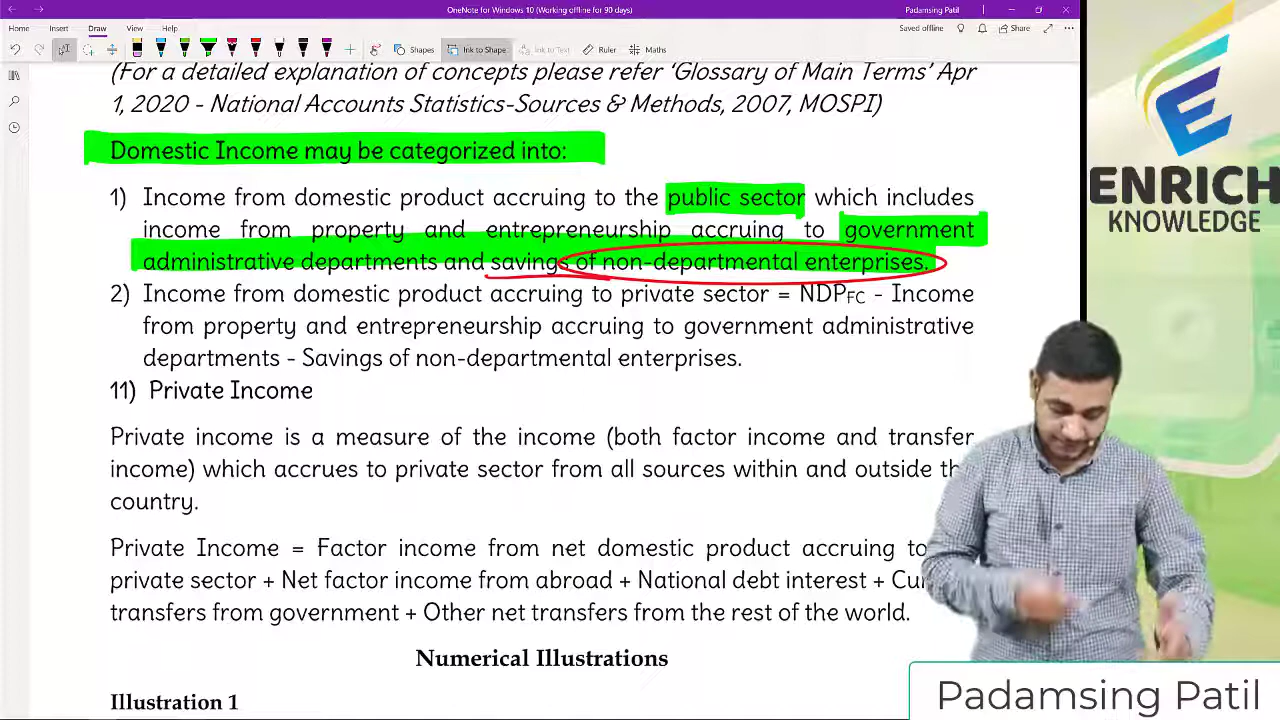 OneNote for Windows 10 (Working offline for 90 days)
Padamsing Patil
Home Insert Draw View Help
Saved offline
Share
Shapes
Ink to Shape
Ink to Text
Ruler
Maths
(For a detailed explanation of concepts please refer 'Glossary of Main Terms' Apr
1, 2020 - National Accounts Statistics-Sources & Methods, 2007, MOSPI)
Domestic Income may be categorized into:
1) Income from domestic product accruing to the public sector which includes
income from property and entrepreneurship accruing to government
administrative departments and savings of non-departmental enterprises.
2) Income from domestic product accruing to private sector = NDPFC - Income
from property and entrepreneurship accruing to government administrative
departments - Savings of non-departmental enterprises.
11) Private Income
Private income is a measure of the income (both factor income and transfer
income) which accrues to private sector from all sources within and outside
country.
Private Income = Factor income from net domestic product accruing to
private sector + Net factor income from abroad + National debt interest +
transfers from government + Other net transfers from the rest of the world.
Numerical Illustrations
Illustration 1
ENRICH
KNOWLEDGE
Padamsing Patil